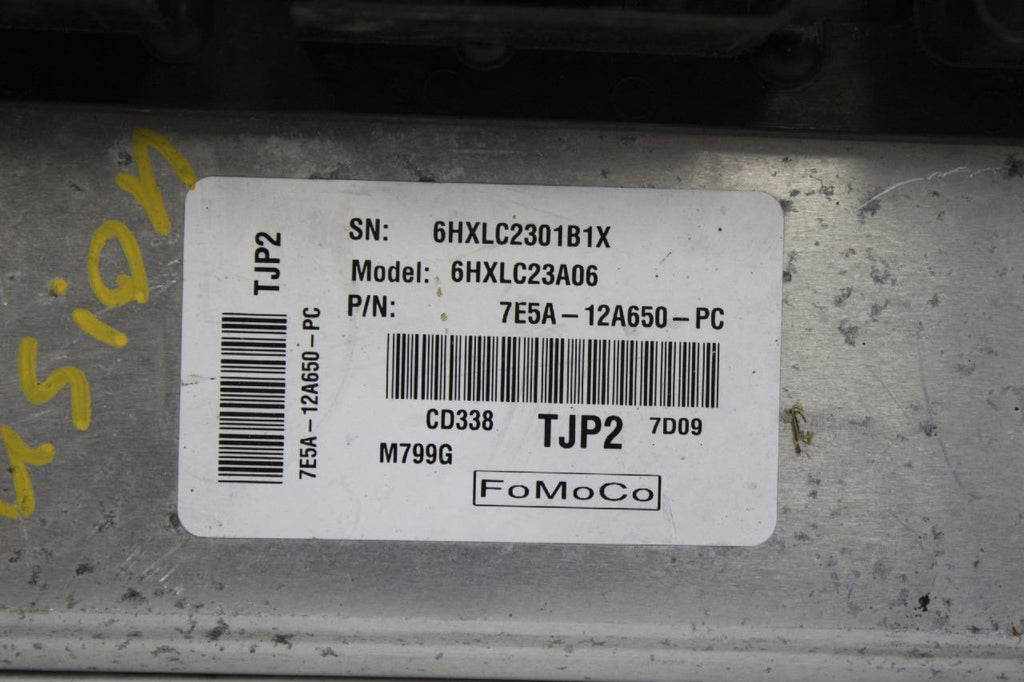 TJP2
7E5A-12A650-PC
SN: 6HXLC2301B1X
Model: 6HXLC23A06
P/N: 7E5A-12A650-PC
CD338 TJP2 7D09
M799G
FoMoCo